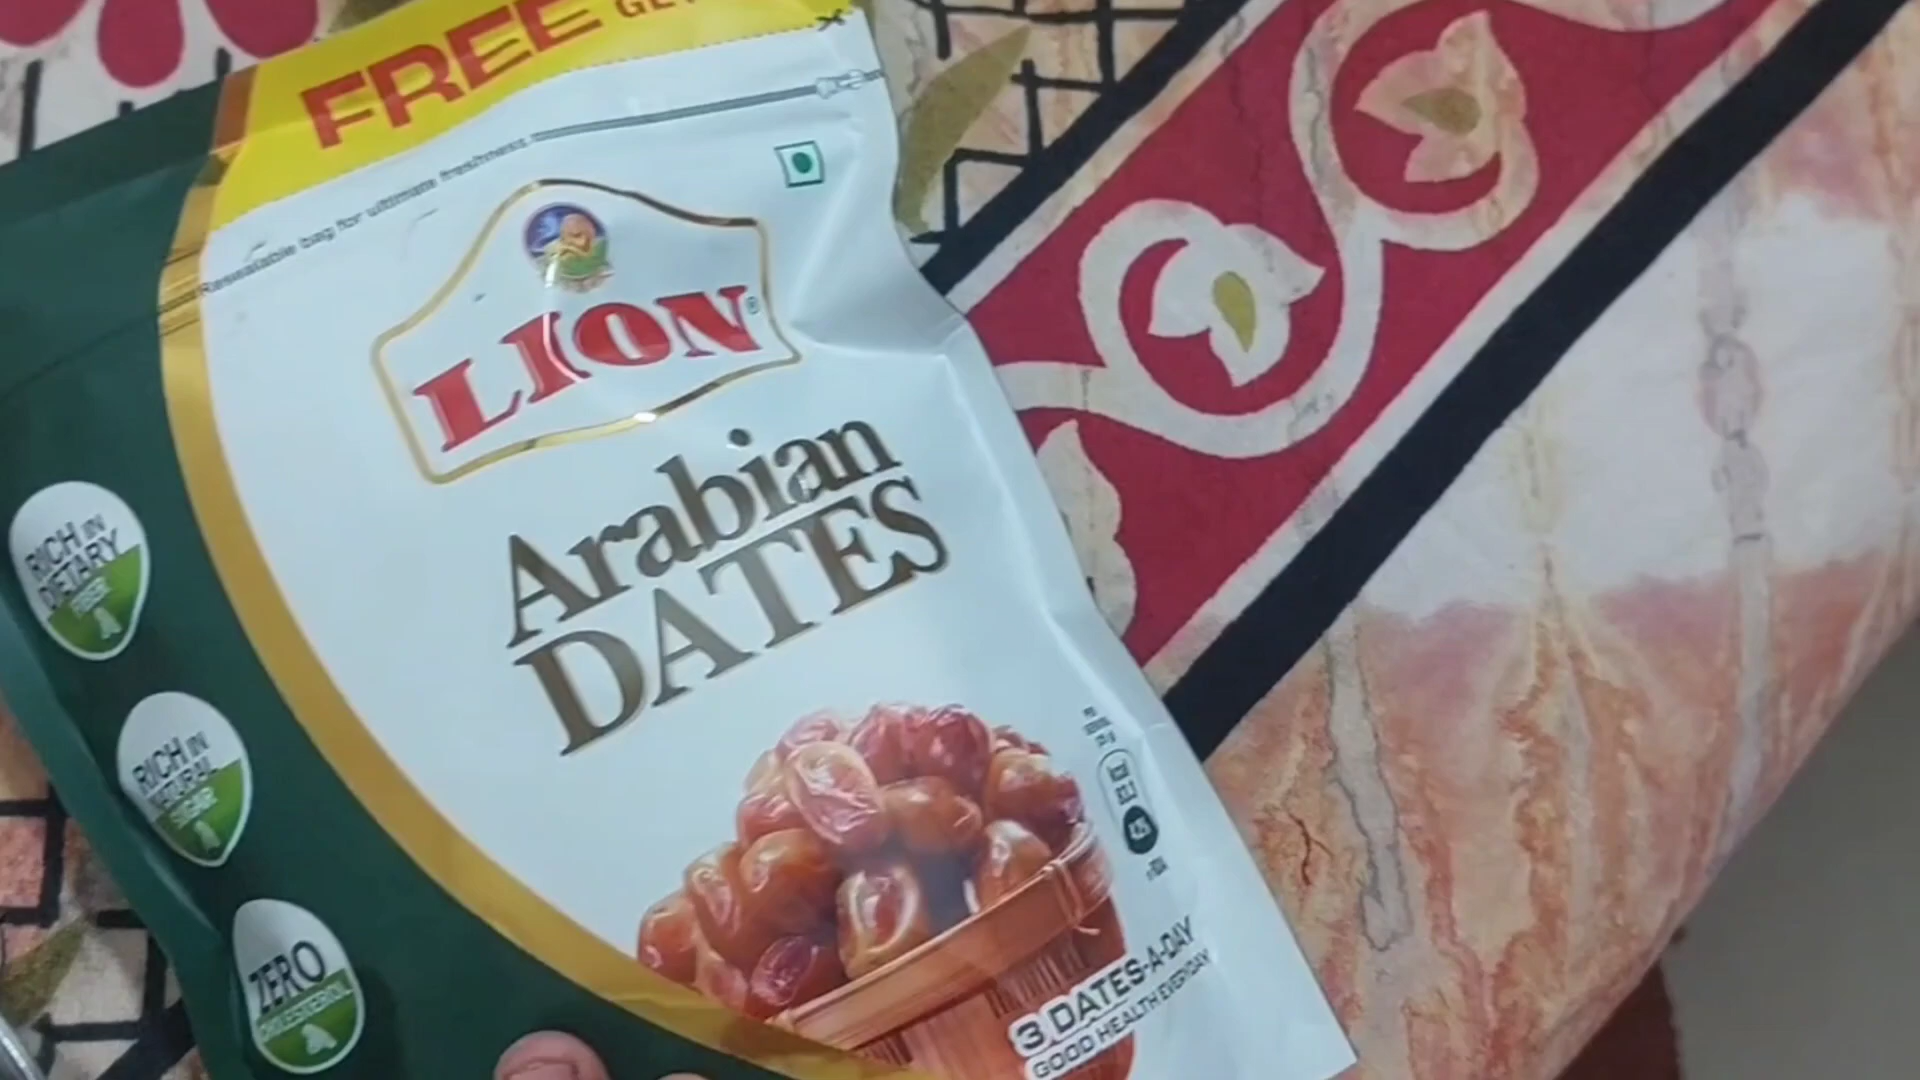 FREE
Resealable bag for ultimate freshness
LION®
Arabian
DATES
RICH IN
DIETARY
FIBER
RICH IN
NATURAL
SUGAR
ZERO
CHOLESTEROL
3 DATES-A-DAY
GOOD HEALTH EVERYDAY